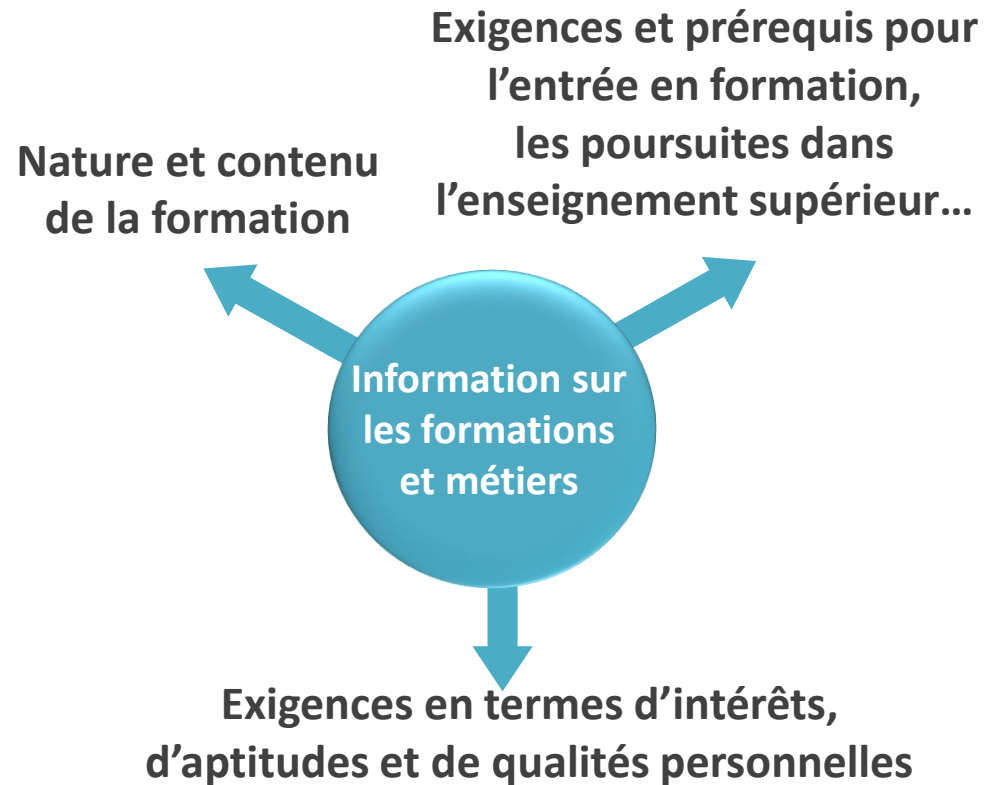 Exigences et prérequis pour
l’entrée en formation,
les poursuites dans
l’enseignement supérieur…
Nature et contenu
de la formation
Information sur
les formations
et métiers
Exigences en termes d’intérêts,
d’aptitudes et de qualités personnelles